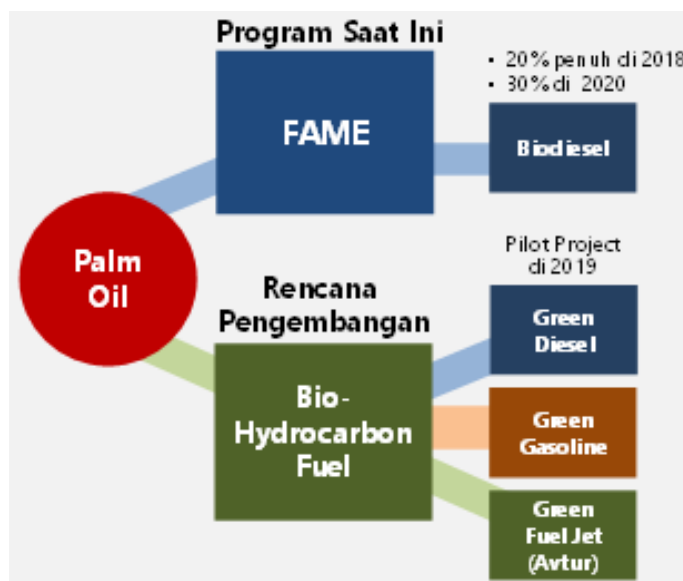 Program Saat Ini
• 20% penuh di 2018
• 30% di 2020
FAME
Biodiesel
Palm
Oil
Pilot Project
di 2019
Rencana
Pengembangan
Green
Diesel
Bio-
Hydrocarbon
Fuel
Green
Gasoline
Green
Fuel Jet
(Avtur)